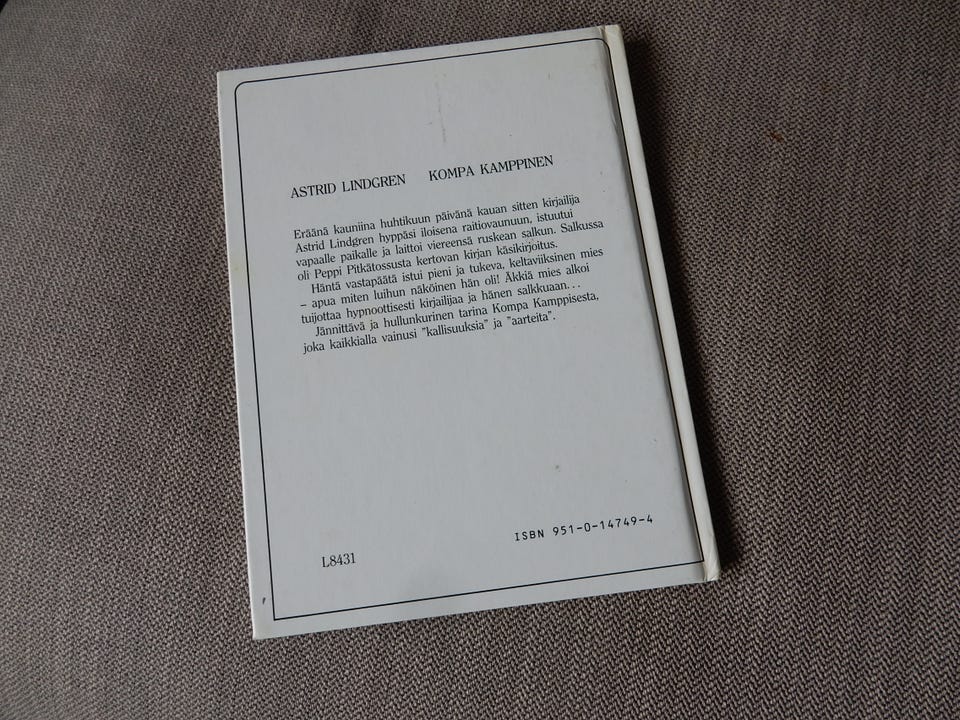 ASTRID LINDGREN KOMPA KAMPPINEN
Eräänä kauniina huhtikuun päivänä kauan sitten kirjailija
Astrid Lindgren hyppäsi iloisena raitiovaunuun, istuutui
vapaalle paikalle ja laittoi viereensä ruskean salkun. Salkussa
oli Peppi Pitkätossusta kertovan kirjan käsikirjoitus.
Häntä vastapäätä istui pieni ja tukeva, keltaviiksinen mies
– apua miten luihun näköinen hän oli! Äkkiä mies alkoi
tuijottaa hypnoottisesti kirjailijaa ja hänen salkkuaan...
Jännittävä ja hullunkurinen tarina Kompa Kamppisesta,
joka kaikkialla vainusi "kallisuuksia" ja "aarteita".
ISBN 951-0-14749-4
L8431